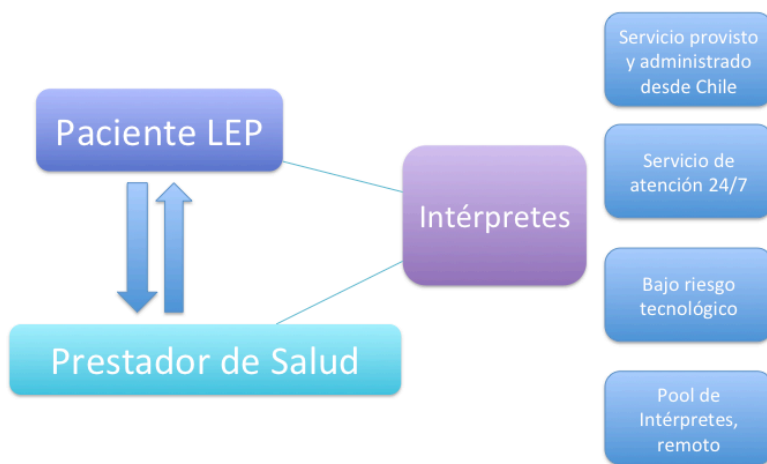 Paciente LEP
Prestador de Salud
Intérpretes
Servicio provisto
y administrado
desde Chile
Servicio de
atención 24/7
Bajo riesgo
tecnológico
Pool de
Intérpretes,
remoto